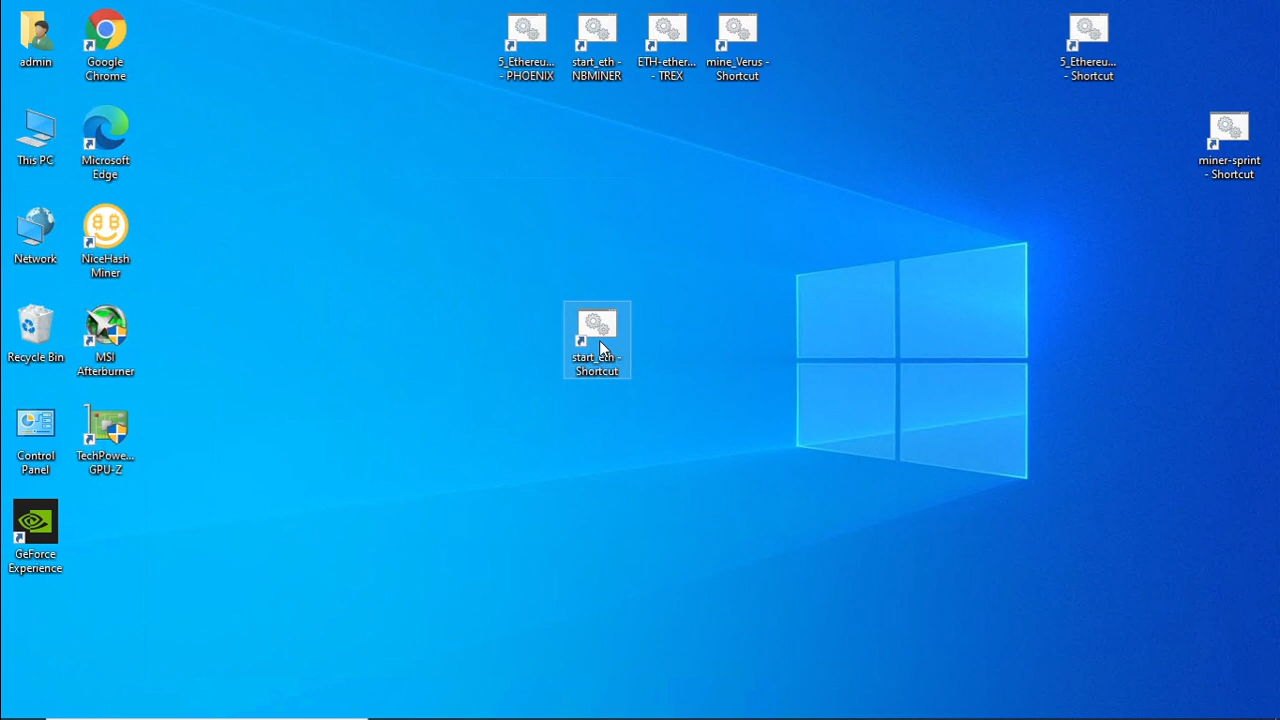 admin
Google
Chrome
5_Ethereu...
- PHOENIX
start_eth -
NBMINER
ETH-ether...
- TREX
mine_Verus -
Shortcut
5_Ethereu...
- Shortcut
This PC
Microsoft
Edge
miner-sprint
- Shortcut
Network
NiceHash
Miner
Recycle Bin
MSI
Afterburner
start_eth -
Shortcut
Control
Panel
TechPowe...
GPU-Z
GeForce
Experience